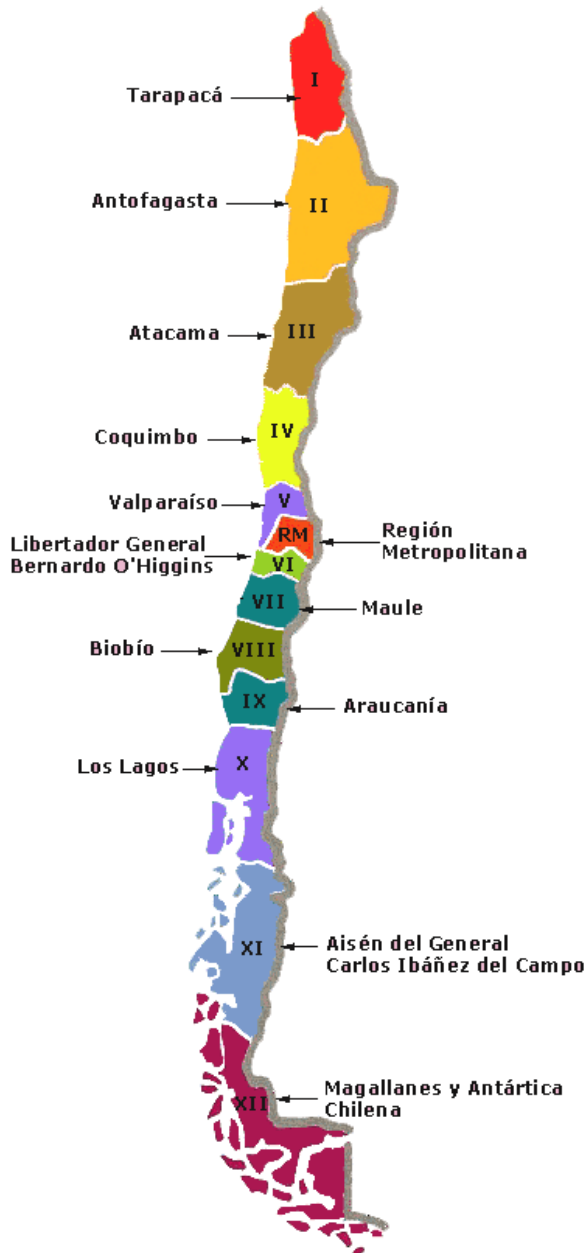 I
Tarapacá
Antofagasta
II
Atacama
III
Coquimbo
IV
Valparaíso
V
RM
Región
Metropolitana
Libertador General
Bernardo O'Higgins
VI
VII
Maule
Biobío
VIII
IX
Araucanía
Los Lagos
X
XI
Aisén del General
Carlos Ibáñez del Campo
XII
Magallanes y Antártica
Chilena